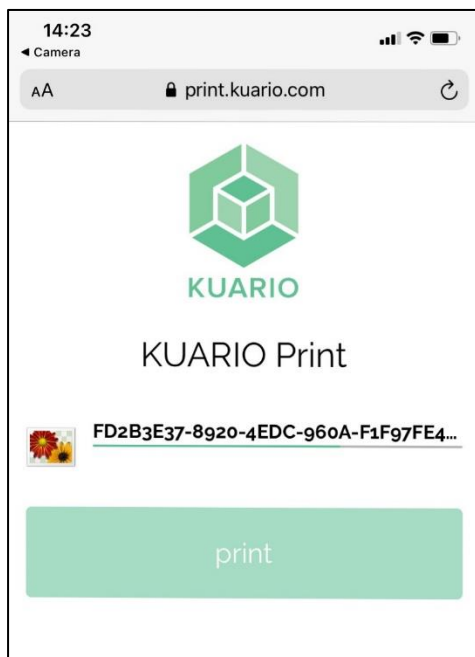 14:23
◀ Camera
AA
print.kuario.com
KUARIO
KUARIO Print
FD2B3E37-8920-4EDC-960A-F1F97FE4...
print